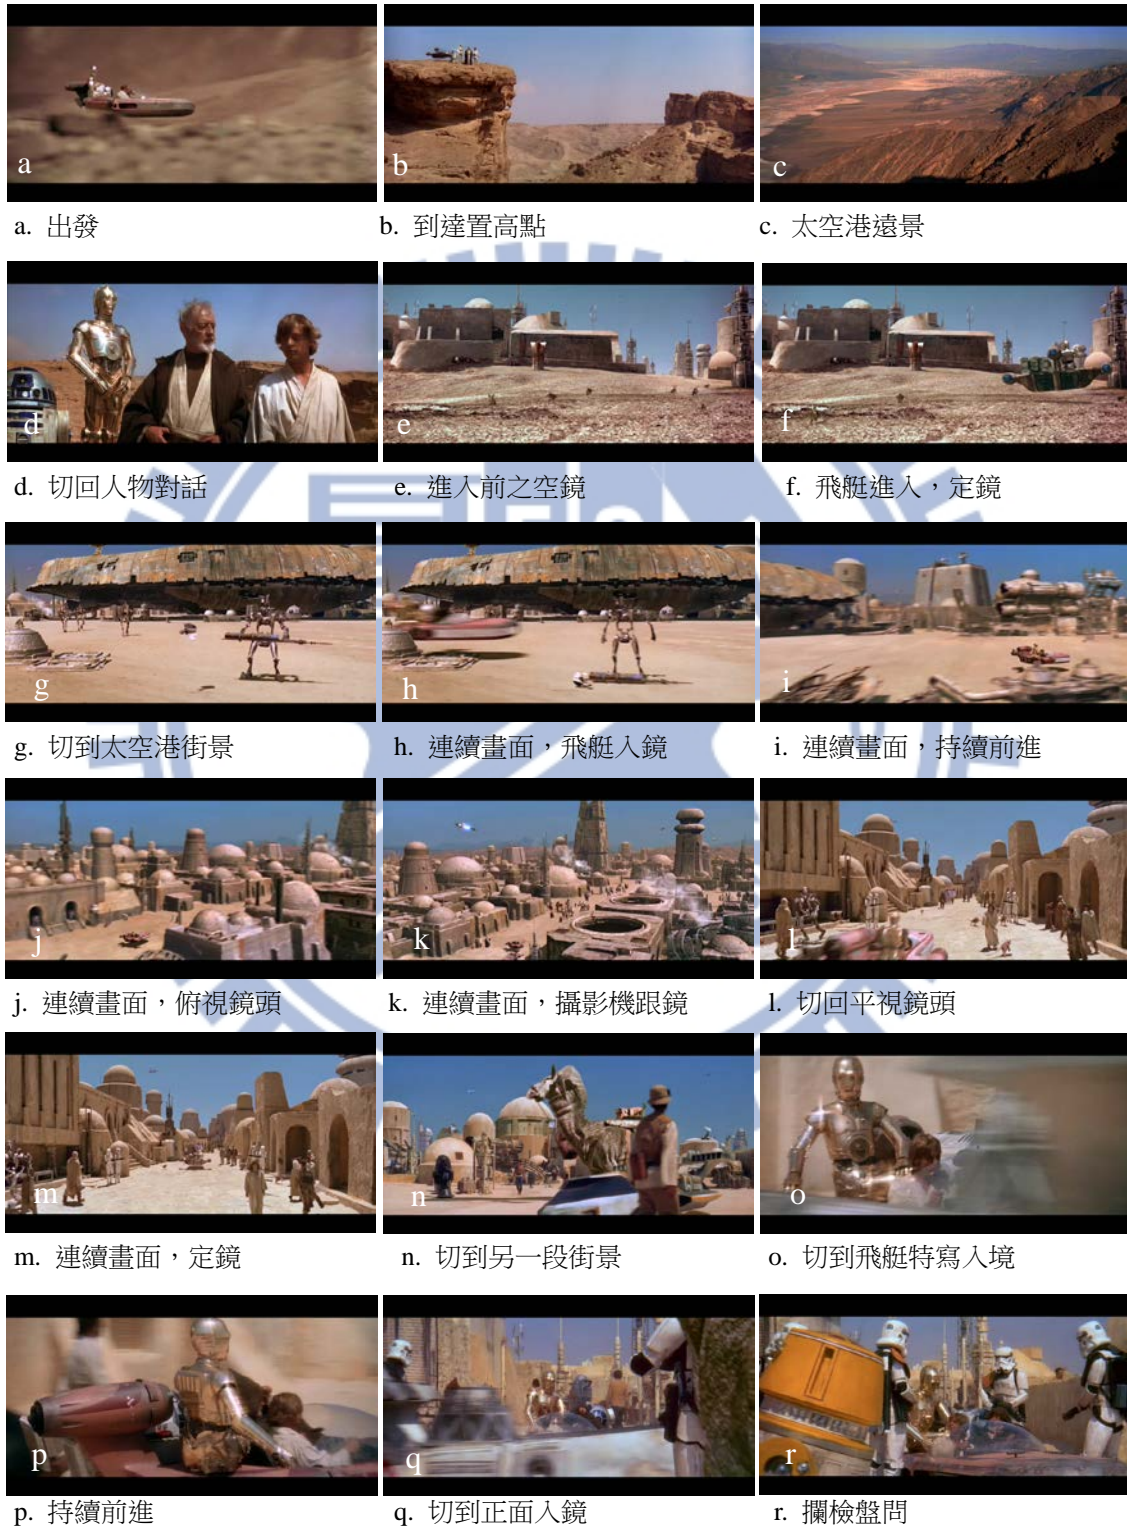 a
b
c
a. 出發
b. 到達置高點
c. 太空港遠景
d
e
f
d. 切回人物對話
e. 進入前之空鏡
f. 飛艇進入，定鏡
g
h
i
g. 切到太空港街景
h. 連續畫面，飛艇入鏡
i. 連續畫面，持續前進
j
k
l
j. 連續畫面，俯視鏡頭
k. 連續畫面，攝影機跟鏡
l. 切回平視鏡頭
m
n
o
m. 連續畫面，定鏡
n. 切到另一段街景
o. 切到飛艇特寫入境
p
q
r
p. 持續前進
q. 切到正面入鏡
r. 攔檢盤問